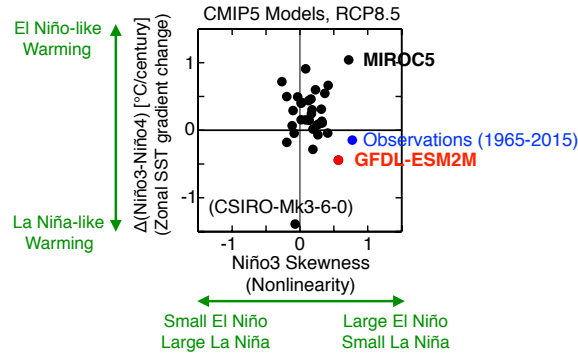 CMIP5 Models, RCP8.5
El Niño-like
Warming
La Niña-like
Warming
Δ(Niño3-Niño4) [°C/century]
(Zonal SST gradient change)
1
0
-1
MIROC5
Observations (1965-2015)
GFDL-ESM2M
(CSIRO-Mk3-6-0)
-1 0 1
Niño3 Skewness
(Nonlinearity)
Small El Niño
Large La Niña
Large El Niño
Small La Niña